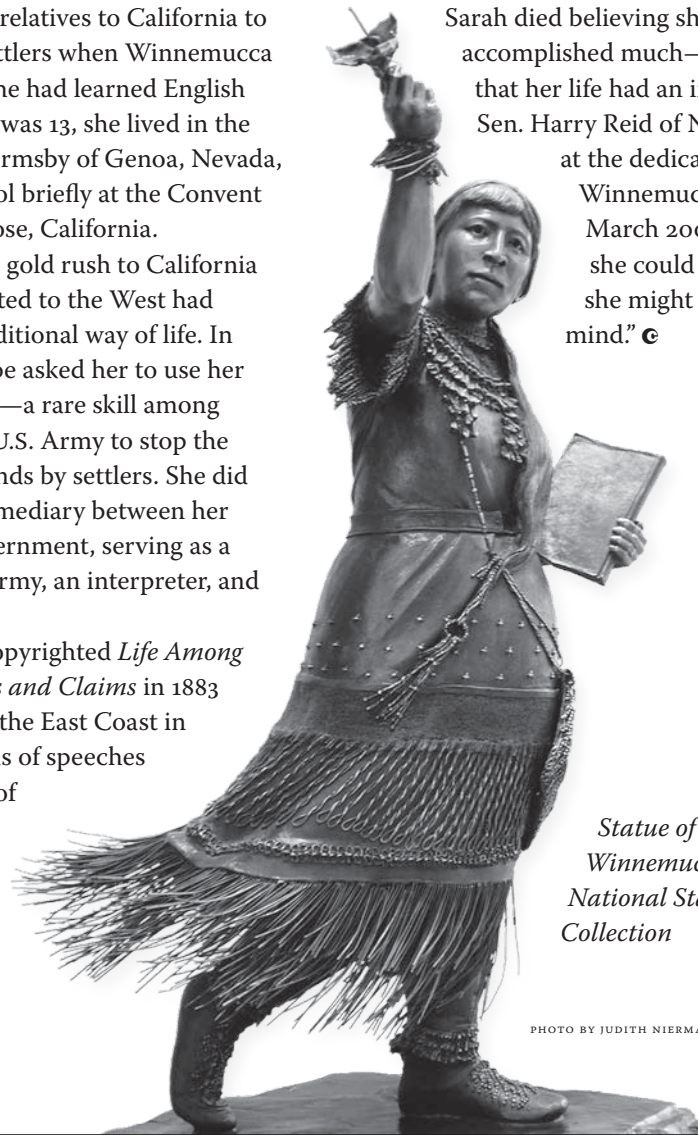 relatives to California to
ttlers when Winnemucca
he had learned English
was 13, she lived in the
rmsby of Genoa, Nevada,
ol briefly at the Convent
ose, California.
gold rush to California
ted to the West had
ditional way of life. In
be asked her to use her
—a rare skill among
U.S. Army to stop the
nds by settlers. She did
mediary between her
ernment, serving as a
rmy, an interpreter, and
opyrighted Life Among
s and Claims in 1883
the East Coast in
s of speeches
of
Sarah died believing sh
accomplished much—
that her life had an i
Sen. Harry Reid of N
at the dedica
Winnemuc
March 200
she could
she might
mind.”
Statue of
Winnemuc
National Sta
Collection
PHOTO BY JUDITH NIERMA